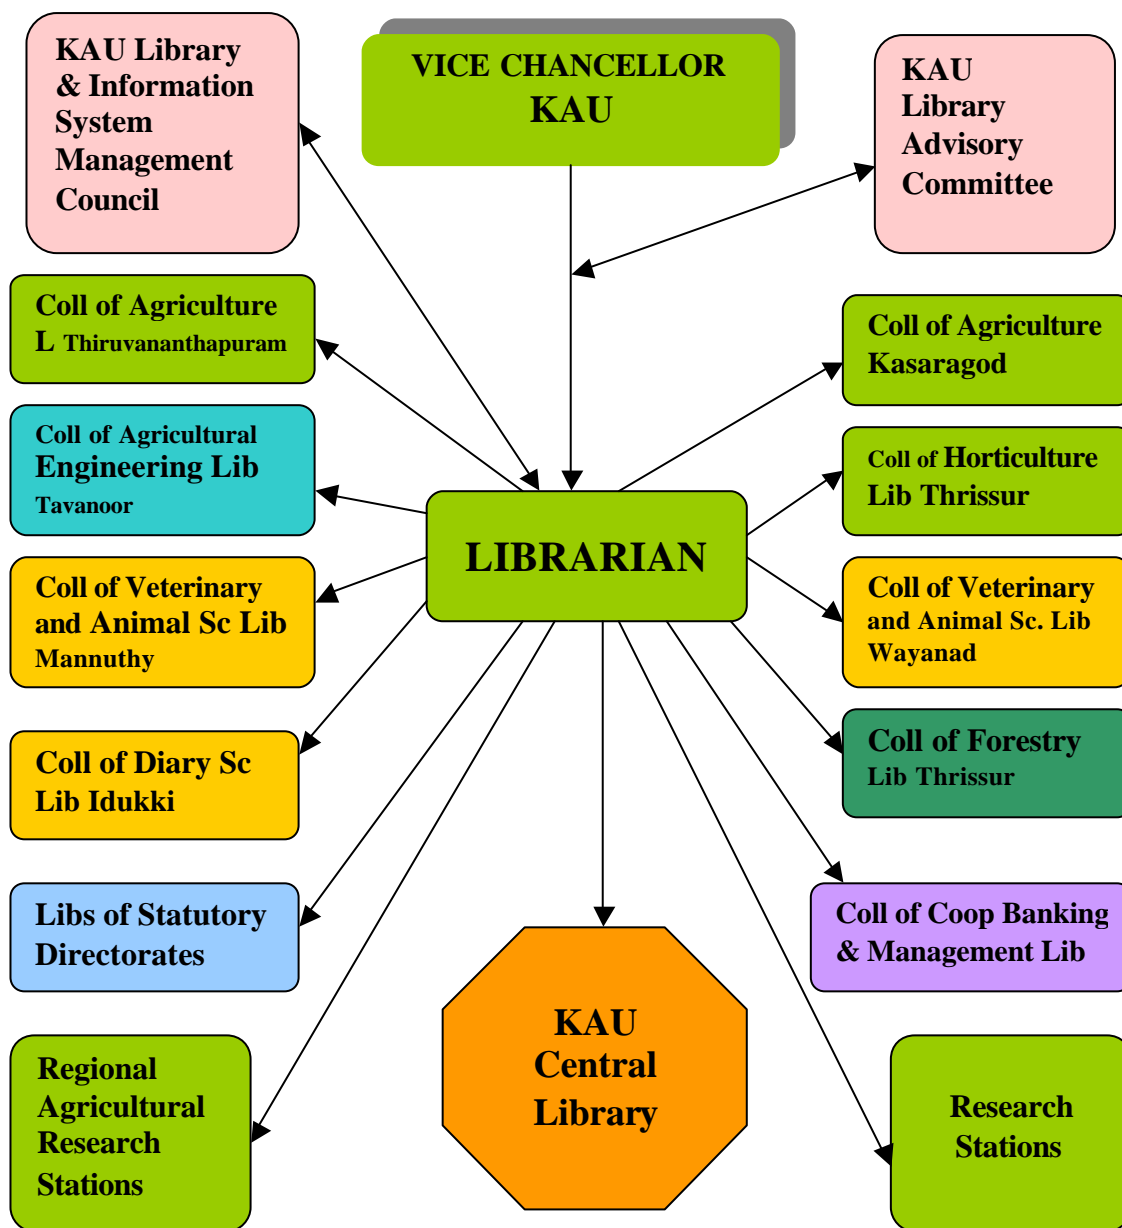 KAU Library
& Information
System
Management
Council
VICE CHANCELLOR
KAU
KAU
Library
Advisory
Committee
Coll of Agriculture
L Thiruvananthapuram
Coll of Agriculture
Kasaragod
Coll of Agricultural
Engineering Lib
Tavanoor
Coll of Horticulture
Lib Thrissur
LIBRARIAN
Coll of Veterinary
and Animal Sc Lib
Mannuthy
Coll of Veterinary
and Animal Sc. Lib
Wayanad
Coll of Diary Sc
Lib Idukki
Coll of Forestry
Lib Thrissur
Libs of Statutory
Directorates
Coll of Coop Banking
& Management Lib
KAU
Central
Library
Regional
Agricultural
Research
Stations
Research
Stations